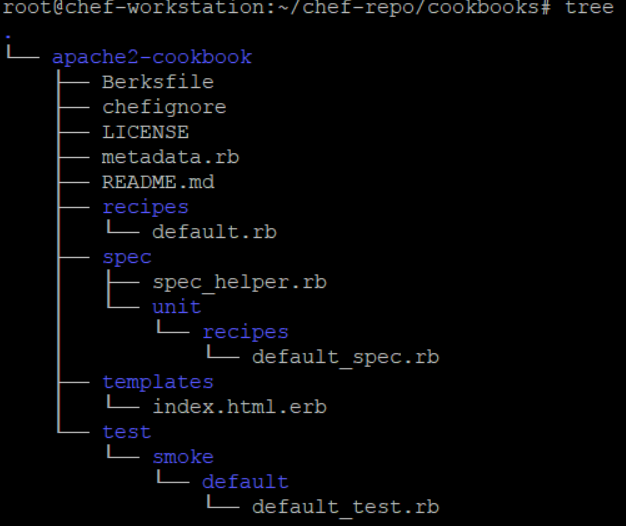 root@chef-workstation:~/chef-repo/cookbooks# tree
.
└── apache2-cookbook
    ├── Berksfile
    ├── chefignore
    ├── LICENSE
    ├── metadata.rb
    ├── README.md
    ├── recipes
    │   └── default.rb
    ├── spec
    │   ├── spec_helper.rb
    │   └── unit
    │       └── recipes
    │           └── default_spec.rb
    ├── templates
    │   └── index.html.erb
    └── test
        └── smoke
            └── default
                └── default_test.rb